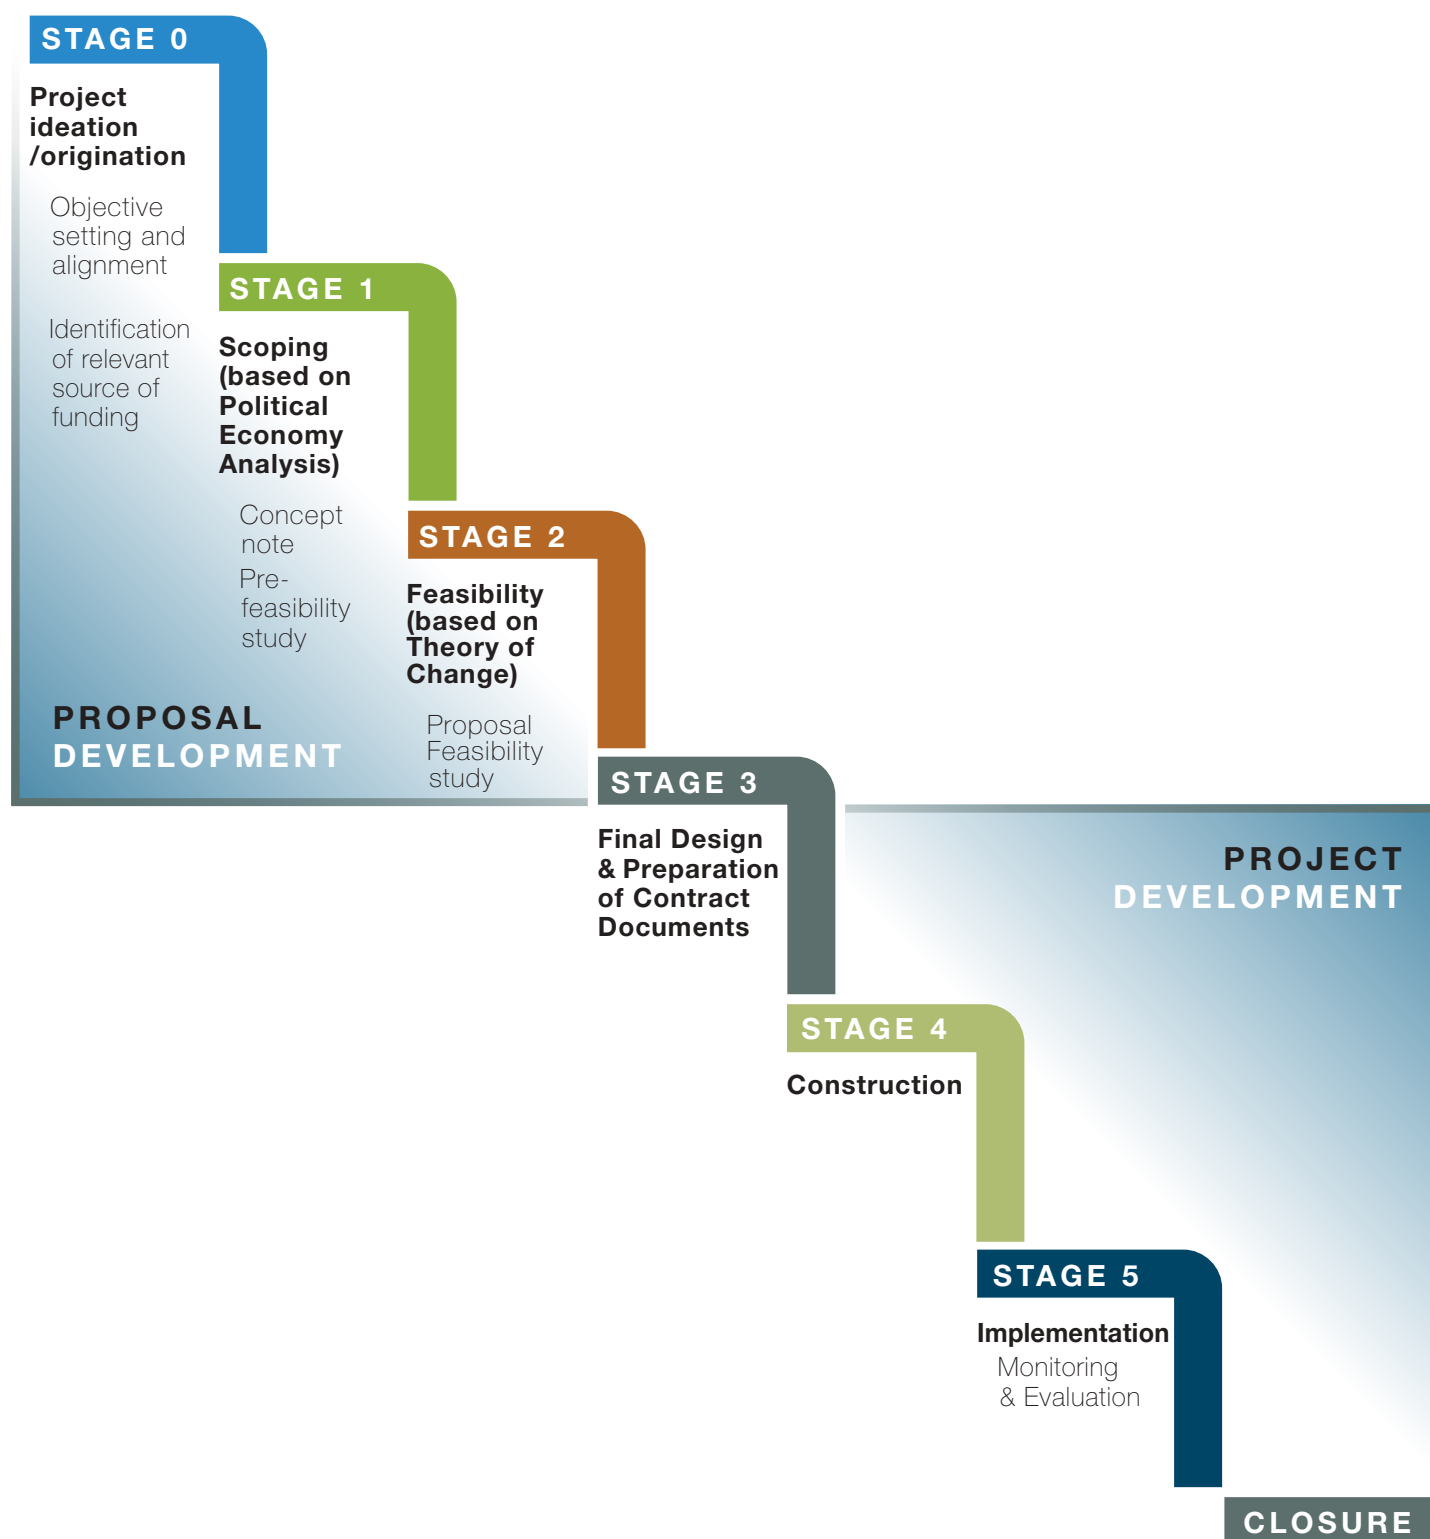 STAGE 0
Project
ideation
/origination
Objective
setting and
alignment
Identification
of relevant
source of
funding
STAGE 1
Scoping
(based on
Political
Economy
Analysis)
Concept
note
Pre-
feasibility
study
STAGE 2
Feasibility
(based on
Theory of
Change)
Proposal
Feasibility
study
PROPOSAL
DEVELOPMENT
STAGE 3
Final Design
& Preparation
of Contract
Documents
PROJECT
DEVELOPMENT
STAGE 4
Construction
STAGE 5
Implementation
Monitoring
& Evaluation
CLOSURE